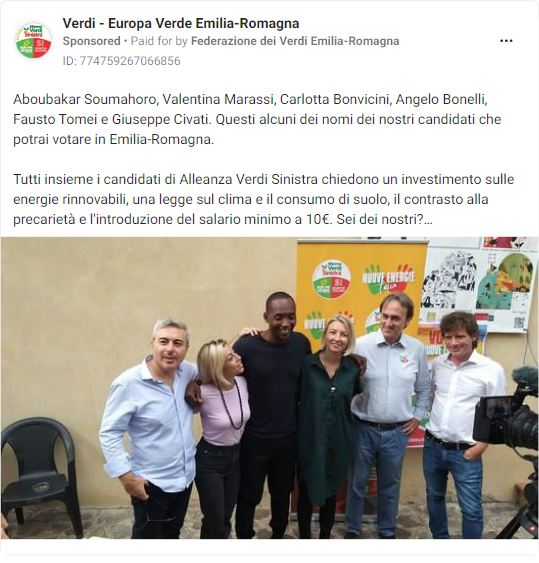 Verdi - Europa Verde Emilia-Romagna
Sponsored • Paid for by Federazione dei Verdi Emilia-Romagna
ID: 774759267066856
Aboubakar Soumahoro, Valentina Marassi, Carlotta Bonvicini, Angelo Bonelli,
Fausto Tomei e Giuseppe Civati. Questi alcuni dei nomi dei nostri candidati che
potrai votare in Emilia-Romagna.
Tutti insieme i candidati di Alleanza Verdi Sinistra chiedono un investimento sulle
energie rinnovabili, una legge sul clima e il consumo di suolo, il contrasto alla
precarietà e l'introduzione del salario minimo a 10€. Sei dei nostri?...
Verdi
Sinistra
NUOVE ENERGIE